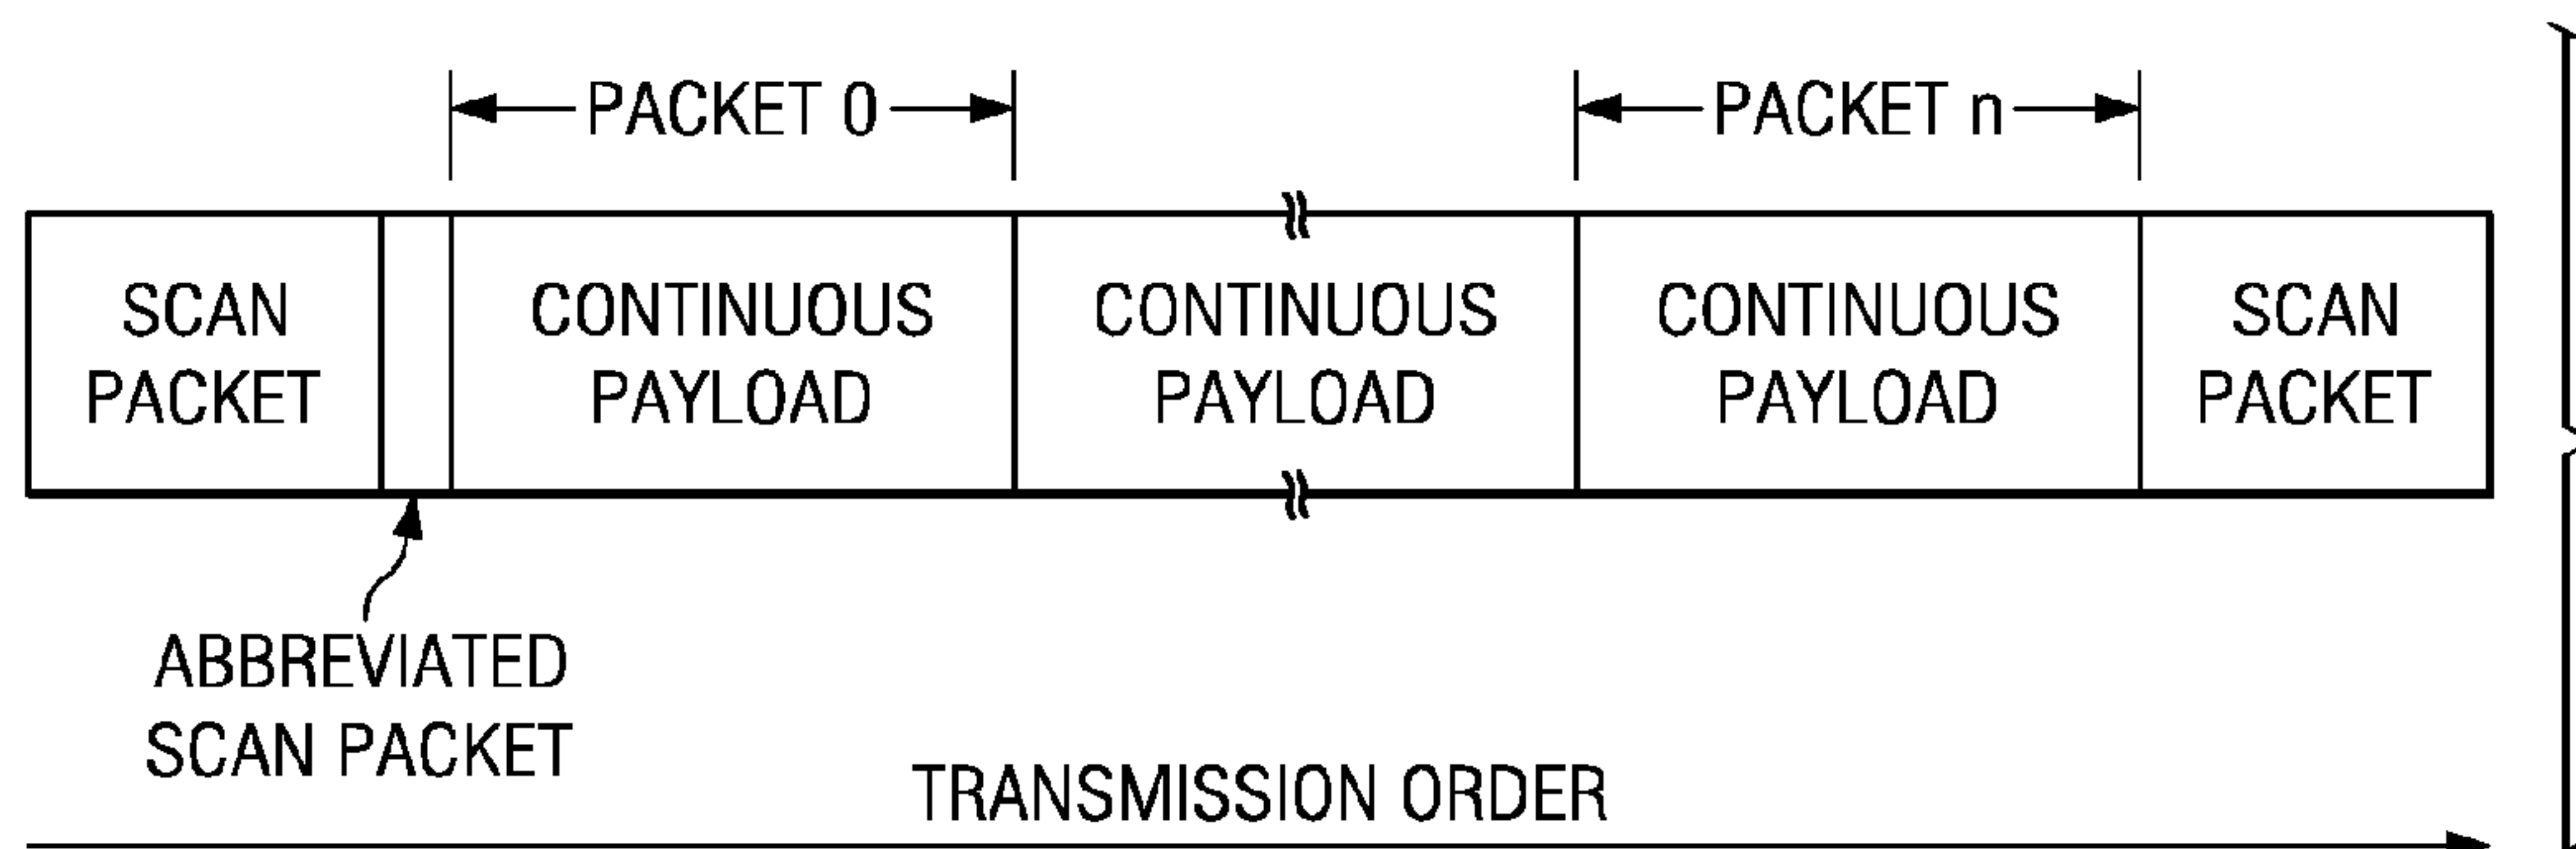 PACKET 0
PACKET n
SCAN
PACKET
CONTINUOUS
PAYLOAD
CONTINUOUS
PAYLOAD
CONTINUOUS
PAYLOAD
SCAN
PACKET
ABBREVIATED
SCAN PACKET
TRANSMISSION ORDER